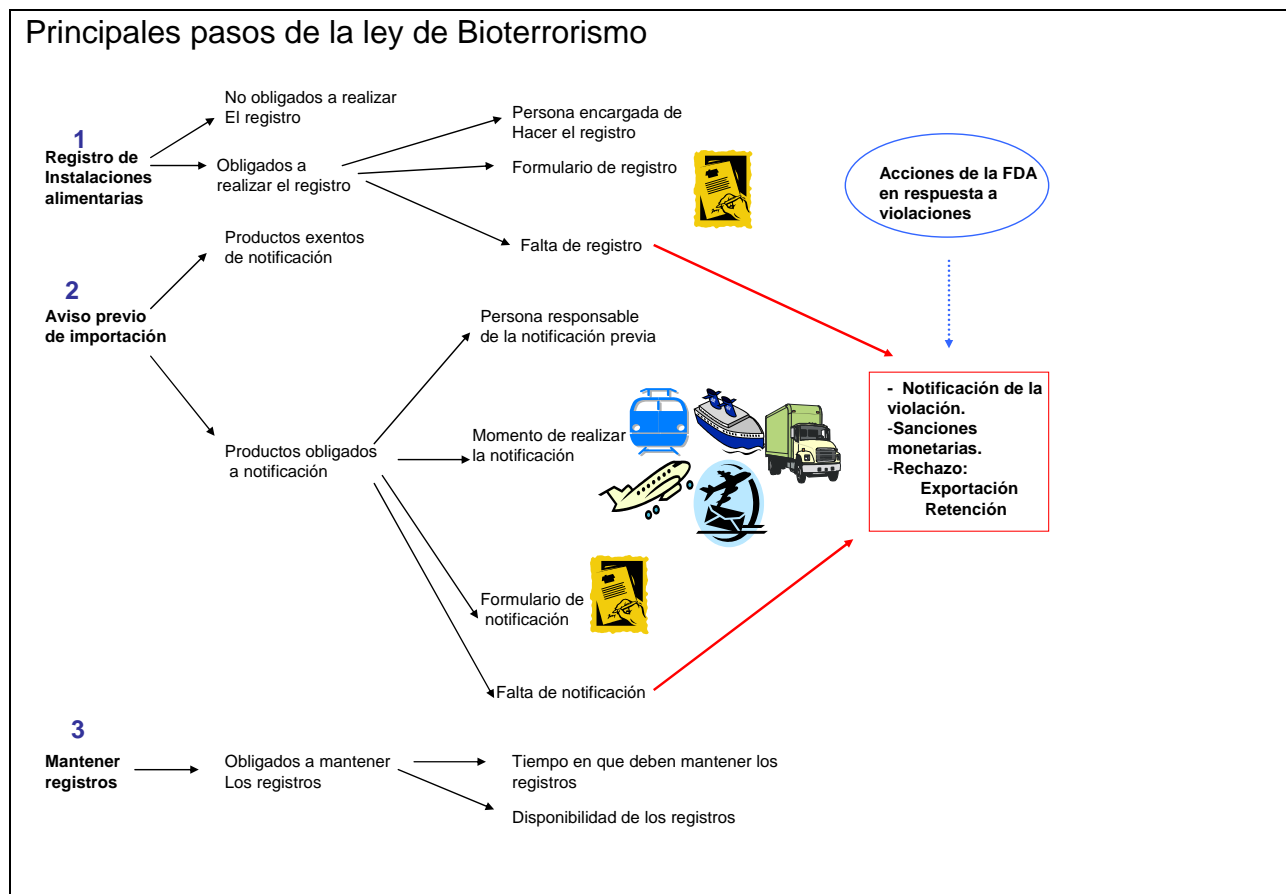 Principales pasos de la ley de Bioterrorismo
1
Registro de
Instalaciones
alimentarias
No obligados a realizar
El registro
Obligados a
realizar el registro
Persona encargada de
Hacer el registro
Formulario de registro
Falta de registro
Acciones de la FDA
en respuesta a
violaciones
2
Aviso previo
de importación
Productos exentos
de notificación
Productos obligados
a notificación
Persona responsable
de la notificación previa
Momento de realizar
la notificación
Formulario de
notificación
Falta de notificación
- Notificación de la
violación.
-Sanciones
monetarias.
-Rechazo:
Exportación
Retención
3
Mantener
registros
Obligados a mantener
Los registros
Tiempo en que deben mantener los
registros
Disponibilidad de los registros